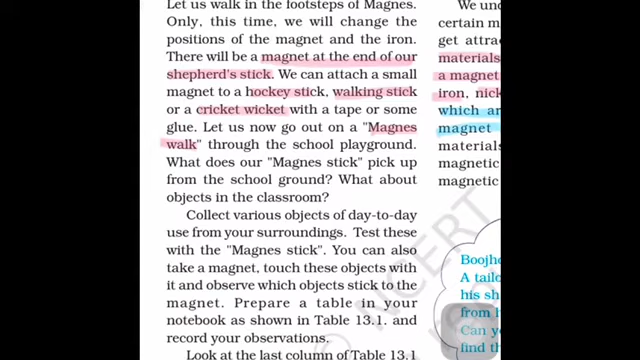 Let us walk in the footsteps of Magnes.
Only, this time, we will change the
positions of the magnet and the iron.
There will be a magnet at the end of our
shepherd's stick. We can attach a small
magnet to a hockey stick, walking stick
or a cricket wicket with a tape or some
glue. Let us now go out on a "Magnes
walk" through the school playground.
What does our "Magnes stick" pick up
from the school ground? What about
objects in the classroom?
Collect various objects of day-to-day
use from your surroundings. Test these
with the "Magnes stick". You can also
take a magnet, touch these objects with
it and observe which objects stick to the
magnet. Prepare a table in your
notebook as shown in Table 13.1. and
record your observations.
Look at the last column of Table 13.1
We
certain
get
materials
a magnet
iron,
which
magnet
materials
magnetic
magnetic
A
his
from
Can
find
© NCERT